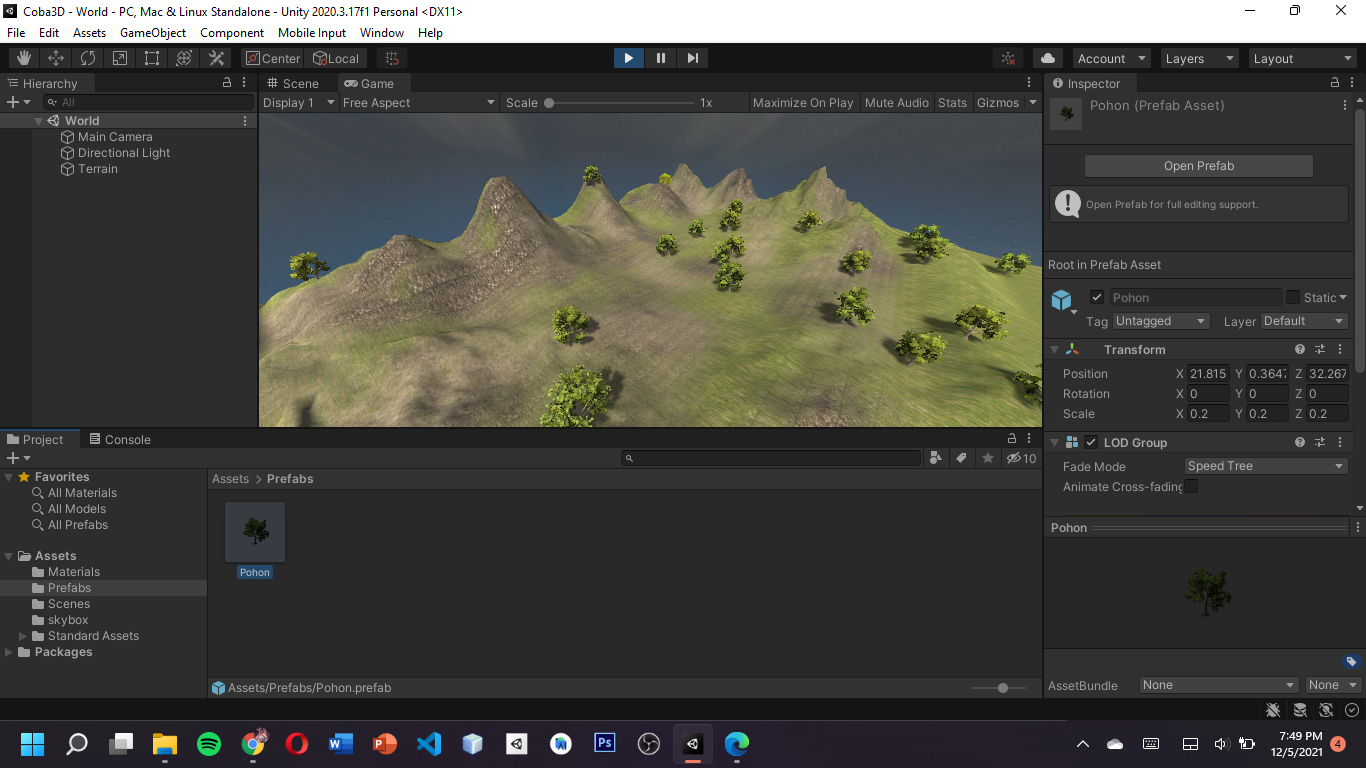 Coba3D - World - PC, Mac & Linux Standalone - Unity 2020.3.17f1 Personal <DX11>
File Edit Assets GameObject Component Mobile Input Window Help
Center Local Account Layers Layout
Hierarchy
All
World
Main Camera
Directional Light
Terrain
Scene Game
Display 1 Free Aspect Scale 1x Maximize On Play Mute Audio Stats Gizmos
Inspector
Pohon (Prefab Asset)
Open Prefab
Open Prefab for full editing support.
Root in Prefab Asset
Pohon Static
Tag Untagged Layer Default
Transform
Position X 21.815 Y 0.3647 Z 32.267
Rotation X 0 Y 0 Z 0
Scale X 0.2 Y 0.2 Z 0.2
LOD Group
Fade Mode Speed Tree
Animate Cross-fading
Pohon
AssetBundle None None
Project Console
10
Favorites
All Materials
All Models
All Prefabs
Assets
Materials
Prefabs
Scenes
skybox
Standard Assets
Packages
Assets > Prefabs
Pohon
Assets/Prefabs/Pohon.prefab
W P Ps
7:49 PM
12/5/2021
4